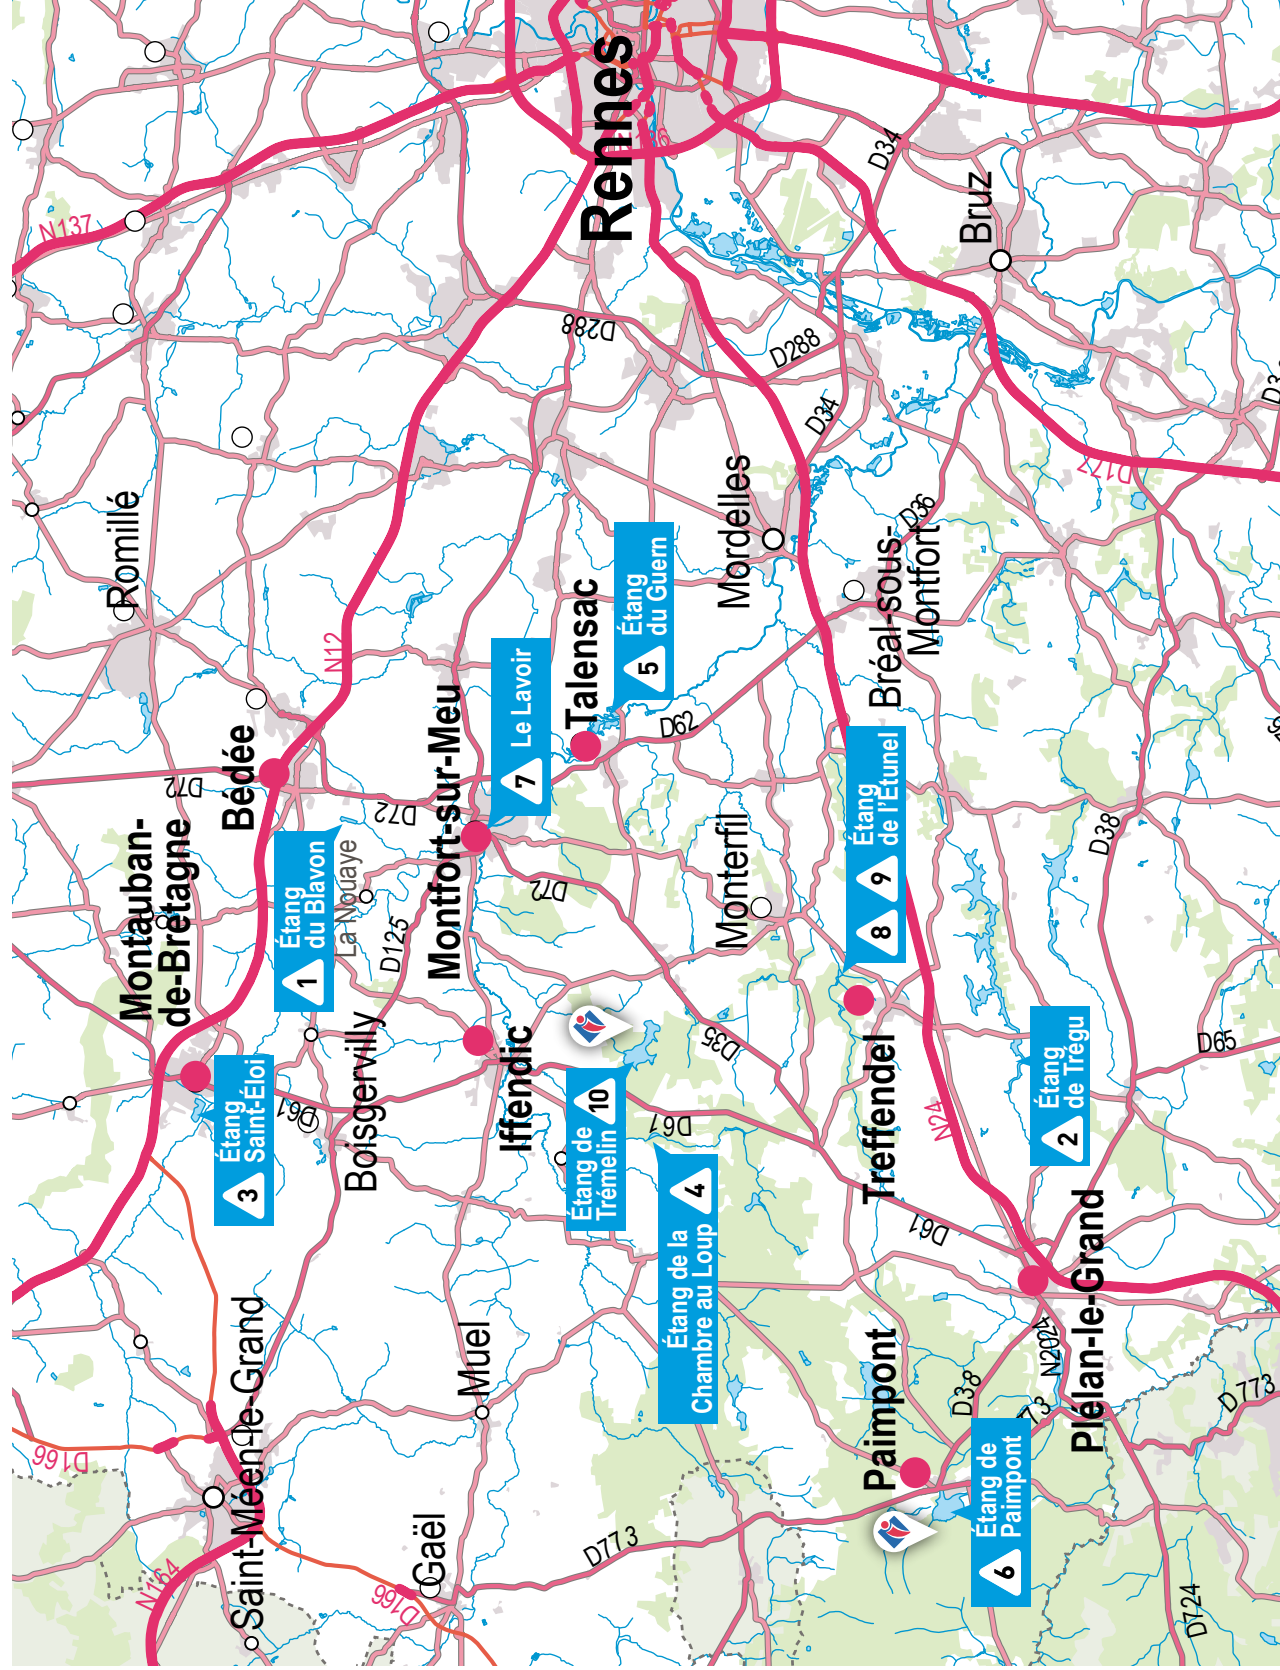 N137
Romillé
N12
Rennes
D288
D288
D34
D34
Bruz
D177
D36
Mordelles
Bréal-sous-
Montfort
5
Étang
du Guern
Talensac
7
Le Lavoir
D62
Montfort-sur-Meu
Bédée
D72
D72
D72
Montauban-
de-Bretagne
1
Étang
du Blavon
La Nouaye
D125
Boisgervilly
3
Étang
Saint-Éloi
D61
Iffendic
Étang de
Trémelin
10
D61
D35
Monterfil
8
9
Étang
de l'Etunel
D38
D65
Treffendel
N24
2
Étang
de Trégu
Étang de la
Chambre au Loup
4
D61
Plélan-le-Grand
N2024
D38
D773
Paimpont
6
Étang de
Paimpont
D724
D773
Muel
Gaël
D166
D166
Saint-Méen-le-Grand
N164